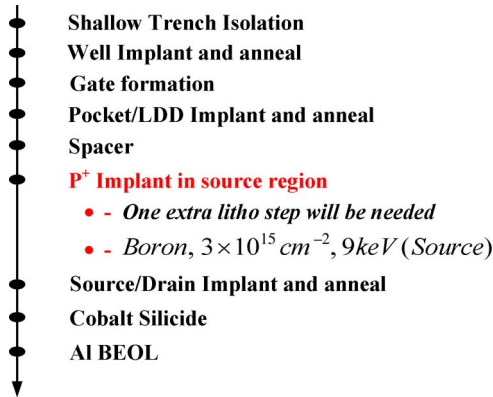 Shallow Trench Isolation
Well Implant and anneal
Gate formation
Pocket/LDD Implant and anneal
Spacer
P⁺ Implant in source region
• - One extra litho step will be needed
• - Boron, 3×10¹⁵ cm⁻², 9keV (Source)
Source/Drain Implant and anneal
Cobalt Silicide
Al BEOL